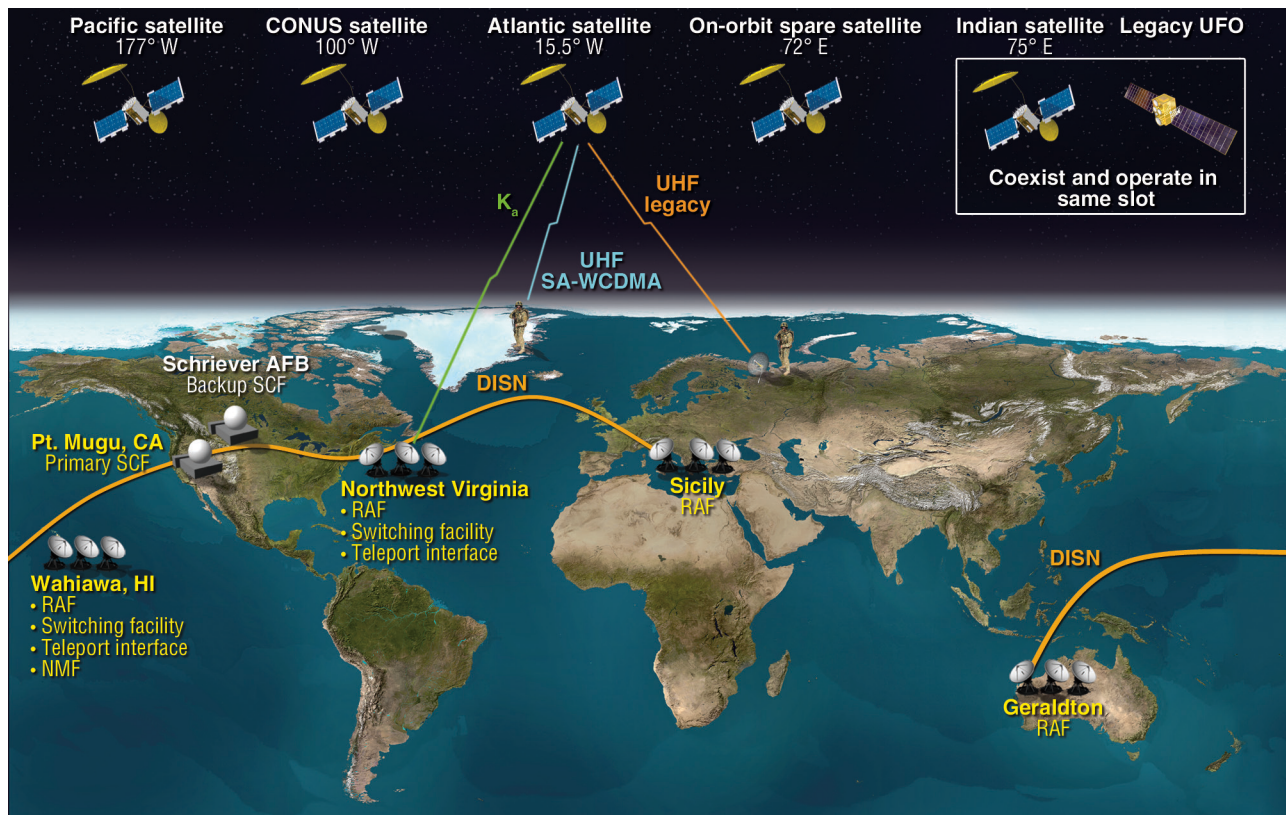 Pacific satellite
177° W
CONUS satellite
100° W
Atlantic satellite
15.5° W
On-orbit spare satellite
72° E
Indian satellite
75° E
Legacy UFO
Coexist and operate in
same slot
Ka
UHF
SA-WCDMA
UHF
legacy
Schriever AFB
Backup SCF
Pt. Mugu, CA
Primary SCF
DISN
Northwest Virginia
• RAF
• Switching facility
• Teleport interface
Sicily
RAF
Wahiawa, HI
• RAF
• Switching facility
• Teleport interface
• NMF
DISN
Geraldton
RAF